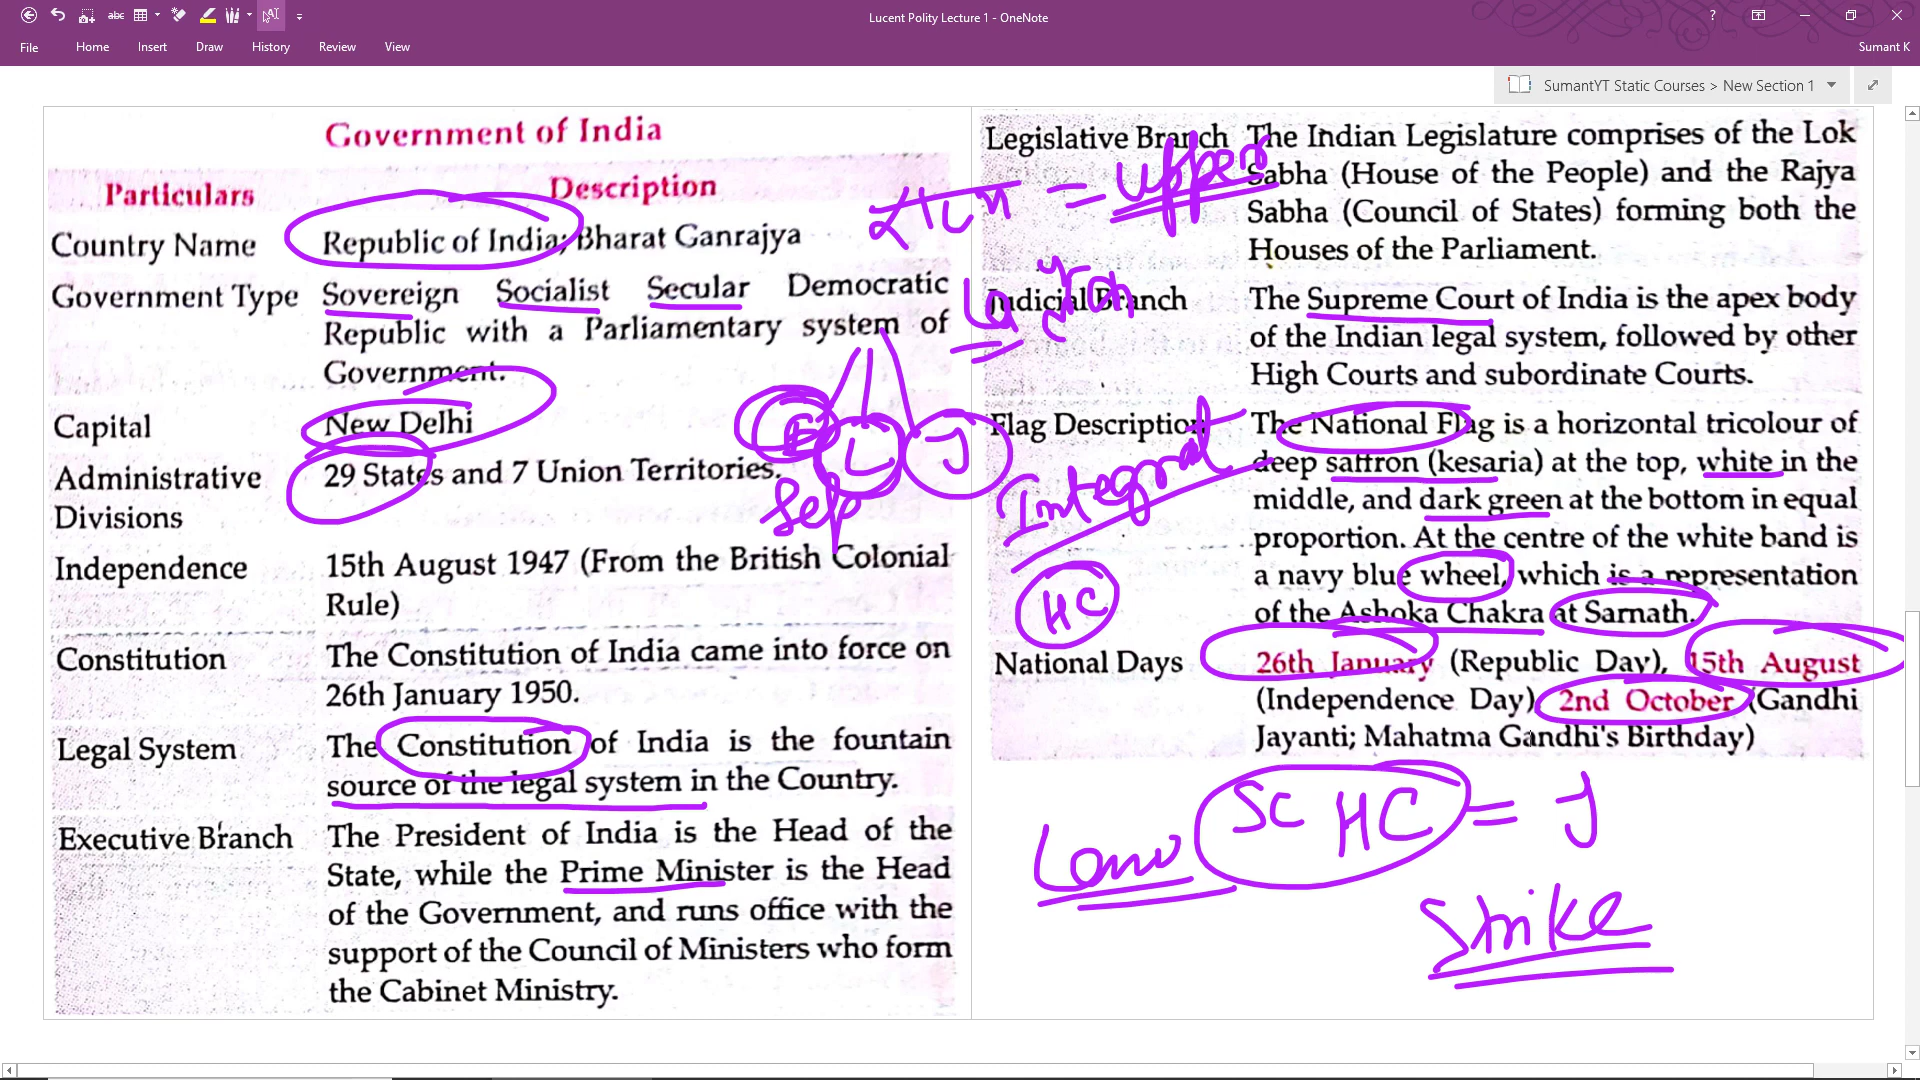 abc
Lucent Polity Lecture 1 - OneNote
?
File Home Insert Draw History Review View
Sumant K
SumantYT Static Courses > New Section 1
Government of India
Particulars Description
Country Name Republic of India; Bharat Ganrajya
Government Type Sovereign Socialist Secular Democratic
Republic with a Parliamentary system of
Government.
Capital New Delhi
Administrative 29 States and 7 Union Territories.
Divisions
Independence 15th August 1947 (From the British Colonial
Rule)
Constitution The Constitution of India came into force on
26th January 1950.
Legal System The Constitution of India is the fountain
source of the legal system in the Country.
Executive Branch The President of India is the Head of the
State, while the Prime Minister is the Head
of the Government, and runs office with the
support of the Council of Ministers who form
the Cabinet Ministry.
L J
Sep
= Upper
Legislative Branch The Indian Legislature comprises of the Lok
Sabha (House of the People) and the Rajya
Sabha (Council of States) forming both the
Houses of the Parliament.
Judicial Branch The Supreme Court of India is the apex body
of the Indian legal system, followed by other
High Courts and subordinate Courts.
Flag Description The National Flag is a horizontal tricolour of
deep saffron (kesaria) at the top, white in the
middle, and dark green at the bottom in equal
proportion. At the centre of the white band is
a navy blue wheel, which is a representation
of the Ashoka Chakra at Sarnath.
Integral
HC
National Days 26th January (Republic Day), 15th August
(Independence Day) 2nd October (Gandhi
Jayanti; Mahatma Gandhi's Birthday)
SC HC = J
Strike